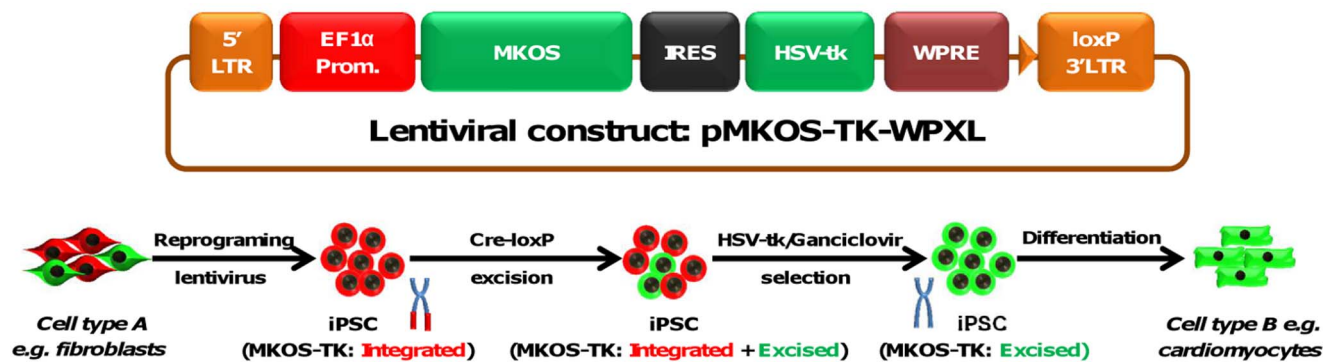 5’
LTR
EF1α
Prom.
MKOS
IRES
HSV-tk
WPRE
loxP
3’LTR
Lentiviral construct: pMKOS-TK-WPXL
Reprograming
lentivirus
Cre-loxP
excision
HSV-tk/Ganciclovir
selection
Differentiation
Cell type A
e.g. fibroblasts
iPSC
(MKOS-TK: Integrated)
iPSC
(MKOS-TK: Integrated +Excised)
iPSC
(MKOS-TK: Excised)
Cell type B e.g.
cardiomyocytes